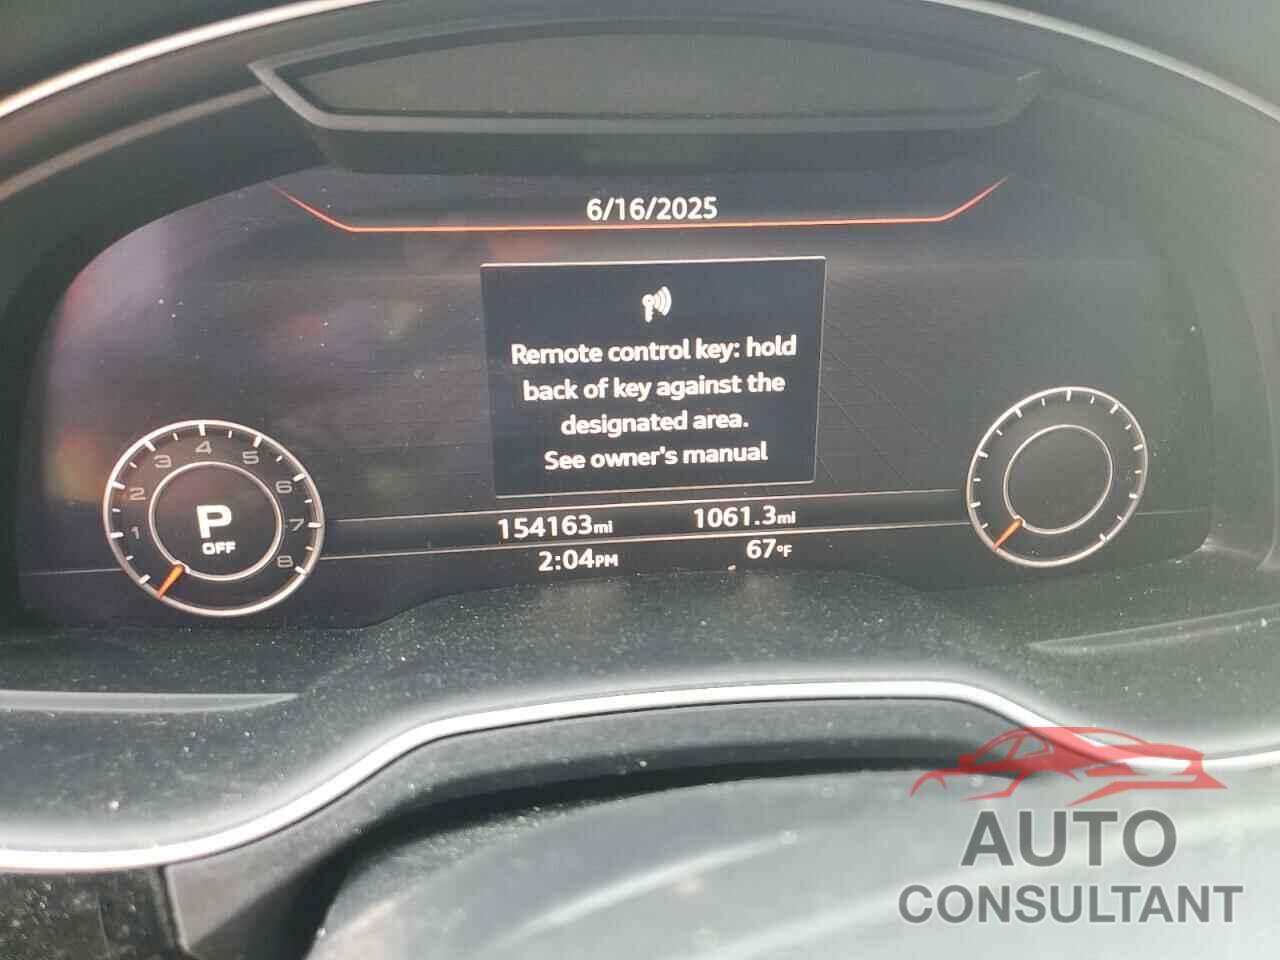 6/16/2025
Remote control key: hold
back of key against the
designated area.
See owner's manual
1 2 3 4 5 6 7 8
P
OFF
154163mi 1061.3mi
2:04PM 67°F
AUTO
CONSULTANT